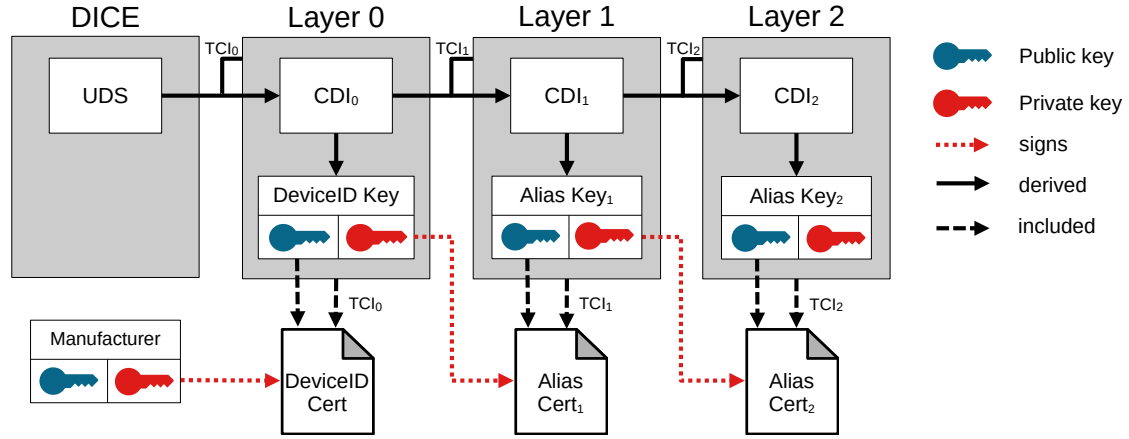 DICE
Layer 0
Layer 1
Layer 2
TCI₀
TCI₁
TCI₂
UDS
CDI₀
CDI₁
CDI₂
DeviceID Key
Alias Key₁
Alias Key₂
TCI₀
TCI₁
TCI₂
Manufacturer
DeviceID
Cert
Alias
Cert₁
Alias
Cert₂
Public key
Private key
signs
derived
included